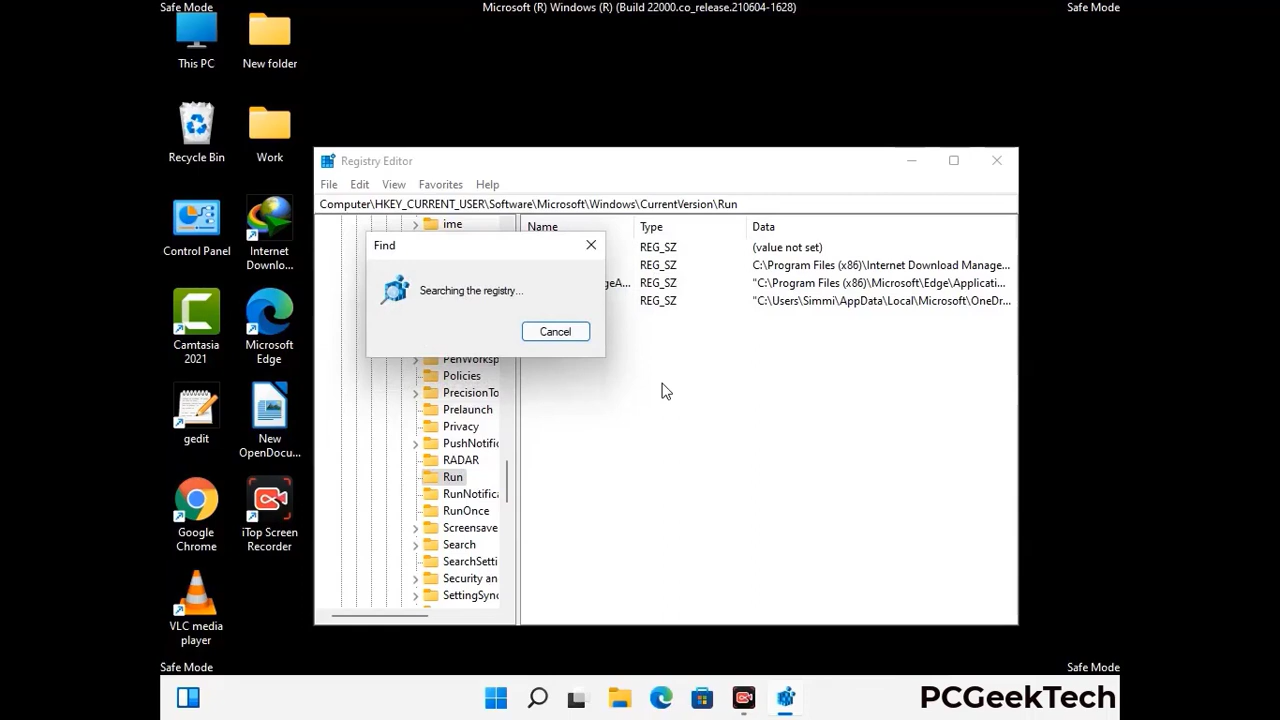 Safe Mode
Microsoft (R) Windows (R) (Build 22000.co_release.210604-1628)
Safe Mode
This PC
New folder
Recycle Bin
Work
Control Panel
Internet
Downlo...
Camtasia
2021
Microsoft
Edge
gedit
New
OpenDocu...
Google
Chrome
iTop Screen
Recorder
VLC media
player
Registry Editor
File Edit View Favorites Help
Computer\HKEY_CURRENT_USER\Software\Microsoft\Windows\CurrentVersion\Run
ime
Name Type Data
REG_SZ (value not set)
REG_SZ C:\Program Files (x86)\Internet Download Manage...
geA... REG_SZ "C:\Program Files (x86)\Microsoft\Edge\Applicati...
REG_SZ "C:\Users\Simmi\AppData\Local\Microsoft\OneDr...
Find
Searching the registry...
Cancel
PenWorksp
Policies
PrecisionTo
Prelaunch
Privacy
PushNotific
RADAR
Run
RunNotifica
RunOnce
Screensave
Search
SearchSetti
Security an
SettingSync
Safe Mode
Safe Mode
PCGeekTech